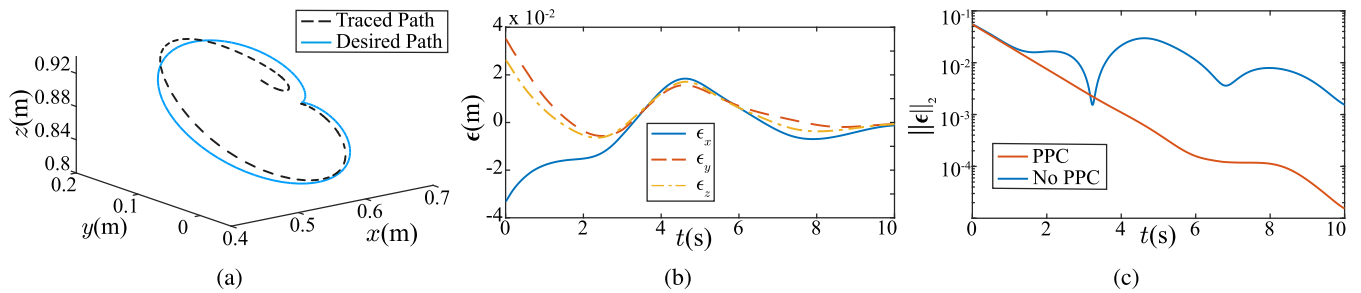 Traced Path
Desired Path
z(m)
0.92
0.88
0.84
0.8
0.2
0.1
0
y(m)
0.4
0.5
0.6
0.7
x(m)
(a)
4 x 10⁻²
2
0
-2
-4
ϵ(m)
ϵₓ
ϵ_y
ϵ_z
0 2 4 6 8 10
t(s)
(b)
10⁻¹
10⁻²
10⁻³
10⁻⁴
||ϵ||₂
PPC
No PPC
0 2 4 6 8 10
t(s)
(c)